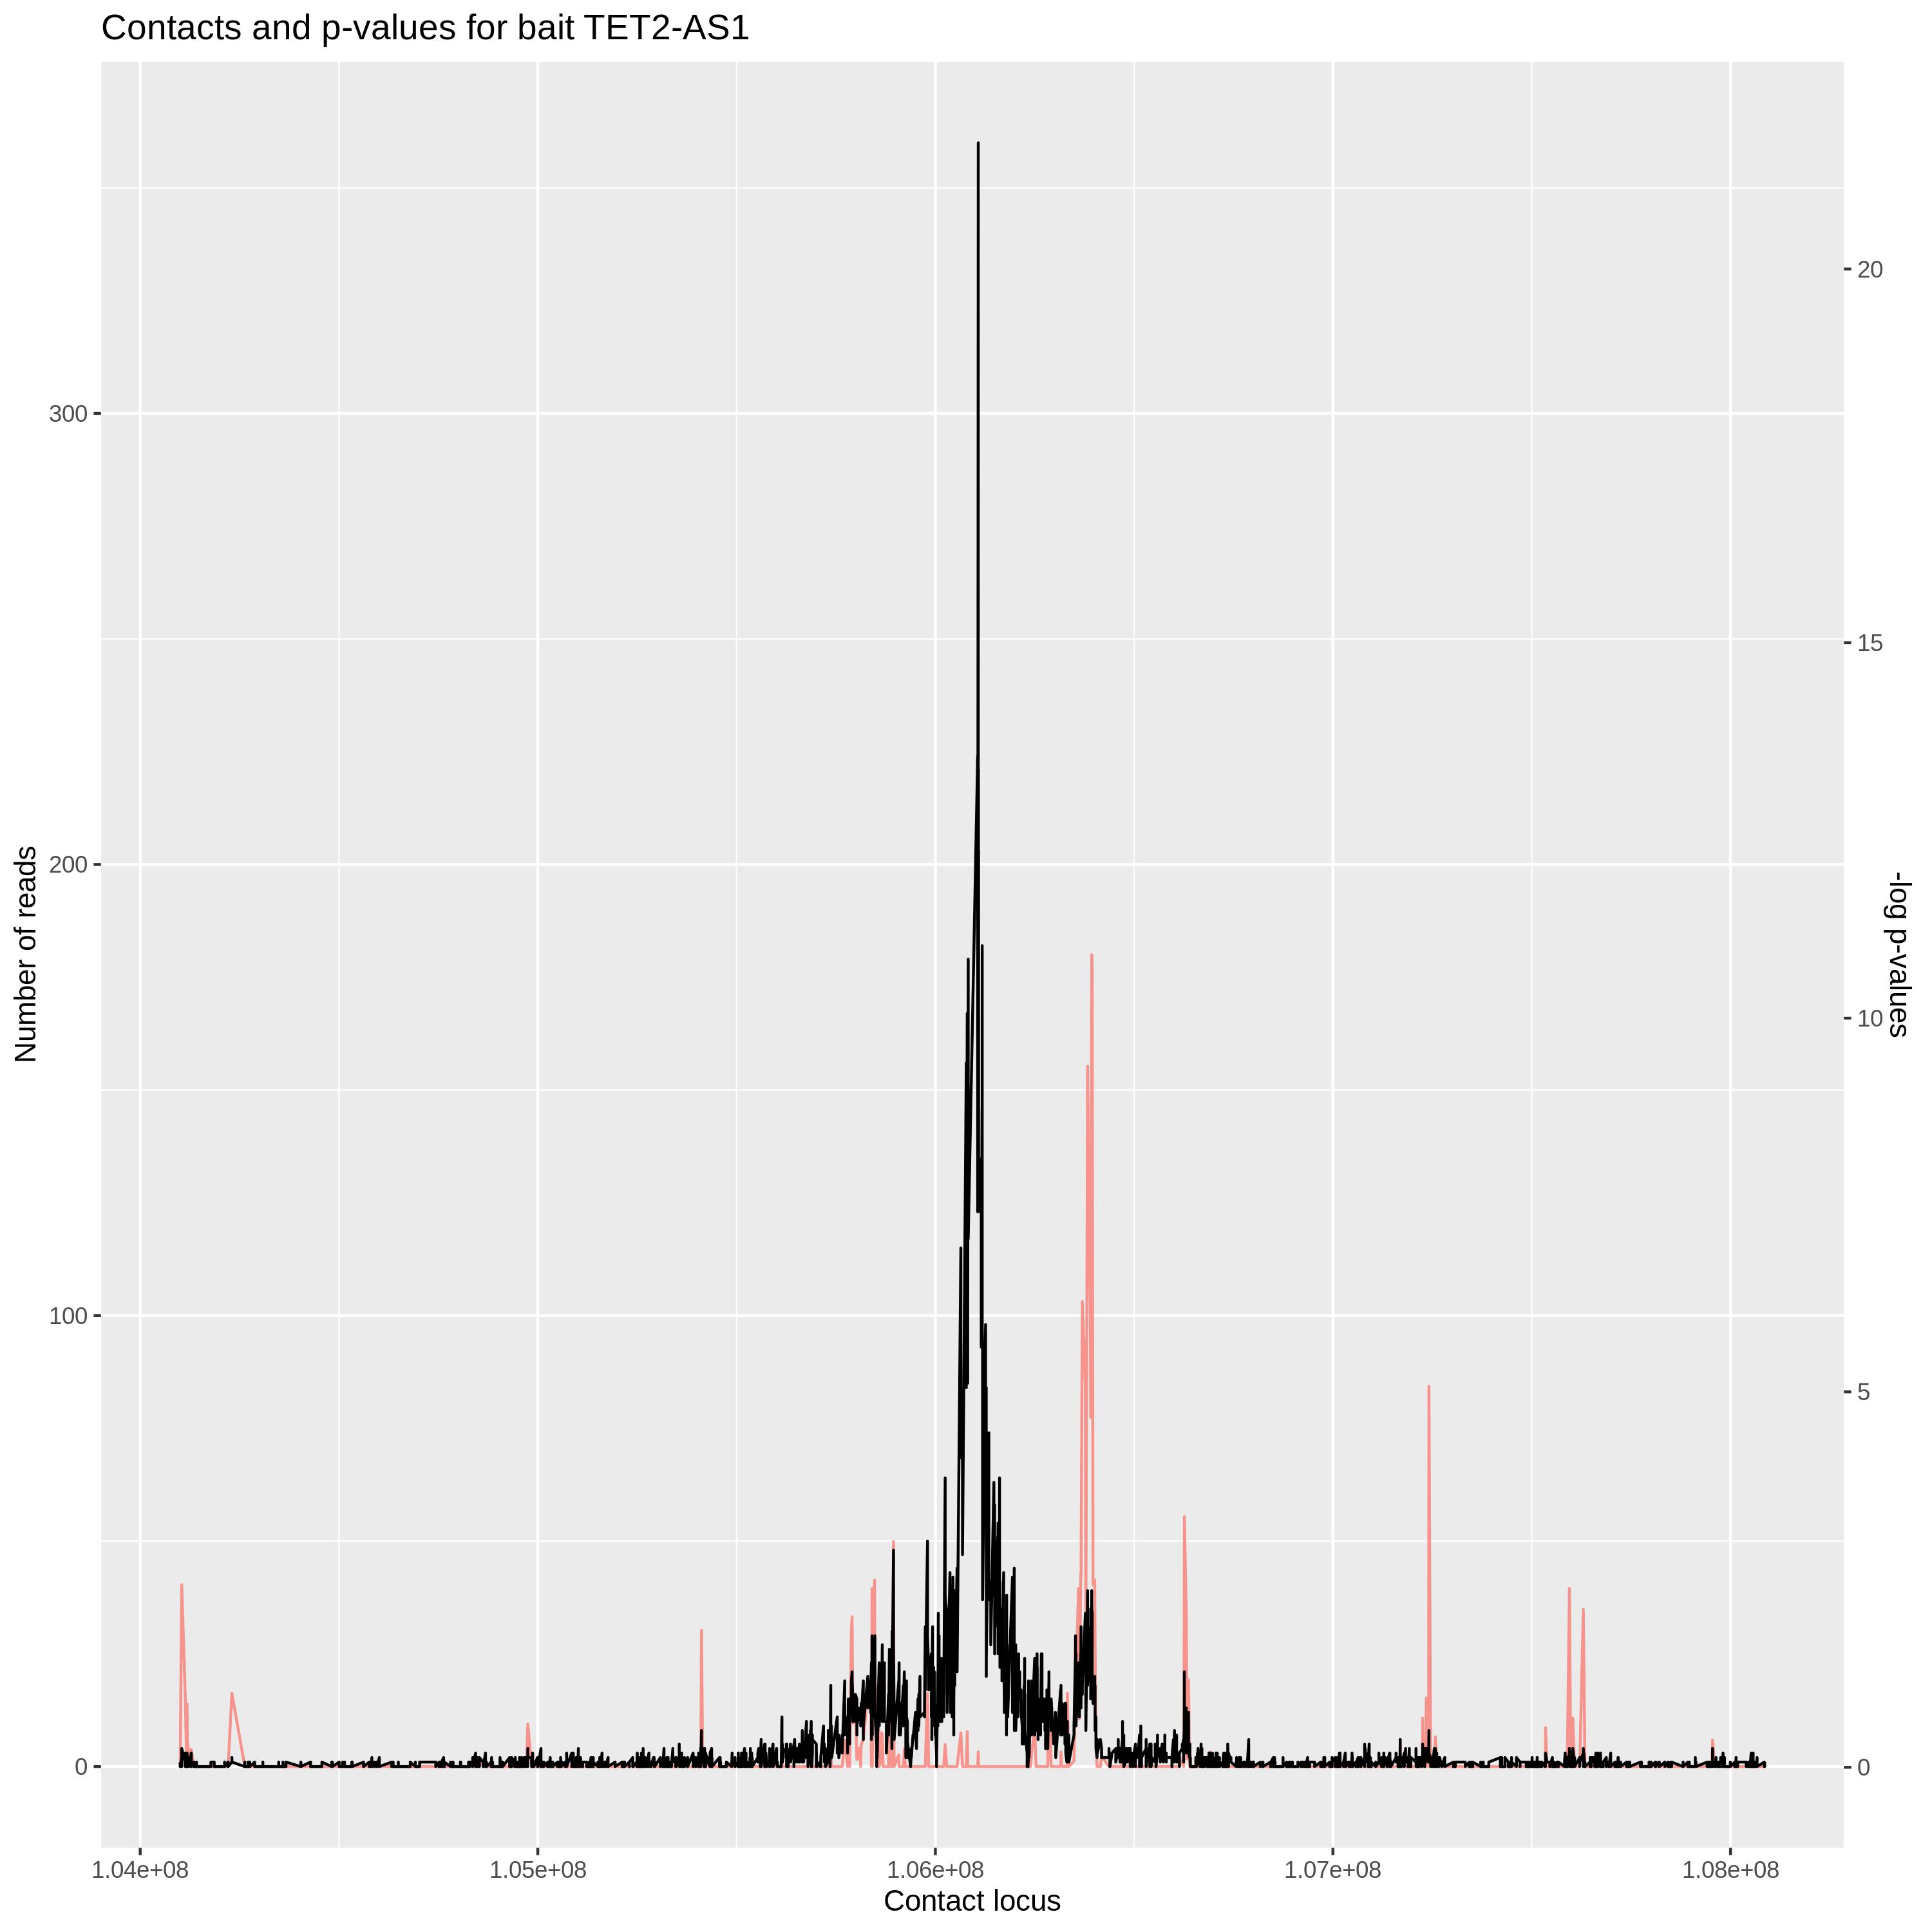 Contacts and p-values for bait TET2-AS1
Number of reads
300
200
100
0
20
15
10
5
0
-log p-values
1.04e+08 1.05e+08 1.06e+08 1.07e+08 1.08e+08
Contact locus